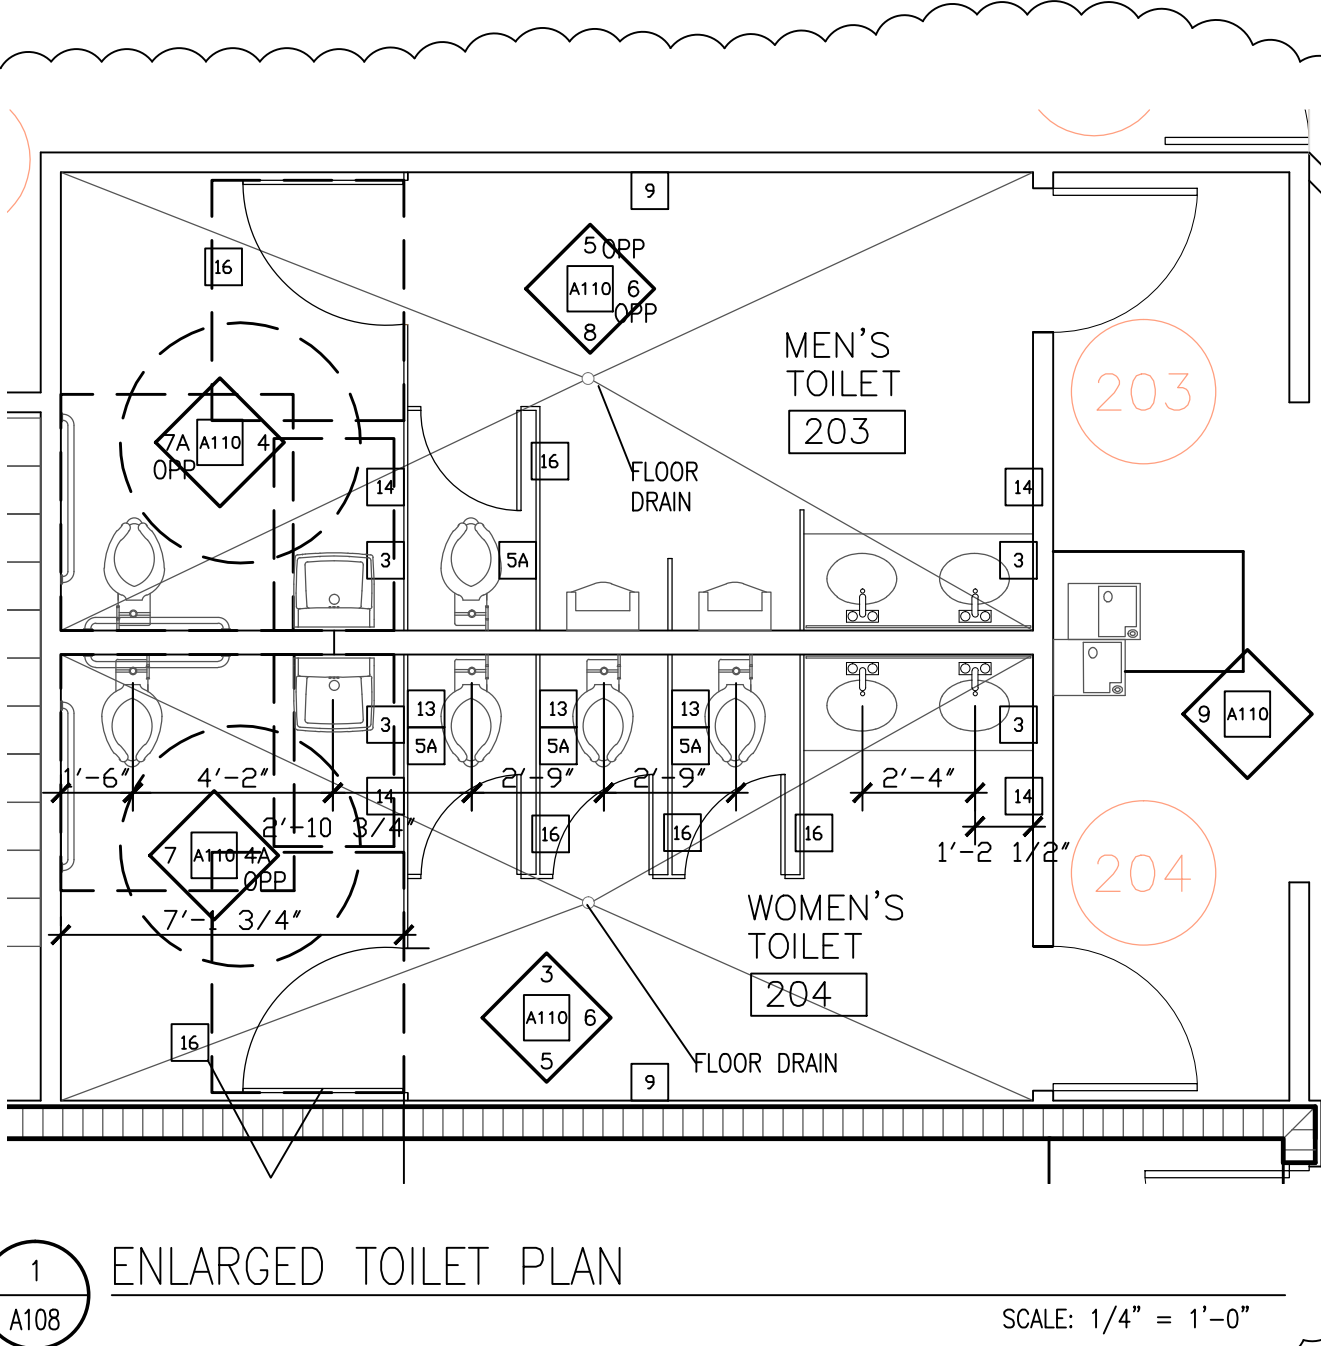 9
16
5 OPP
A110 6
OPP
8
MEN'S
TOILET
203
203
7A A110 4
OPP
14
16
FLOOR
DRAIN
14
3
5A
3
13
13
13
3
5A
5A
5A
3
9 A110
1'-6"
4'-2"
2'-9"
2'-9"
2'-4"
14
14
2'-10 3/4"
16
16
16
1'-2 1/2"
7 A110 4A
OPP
204
7'-1 3/4"
WOMEN'S
TOILET
204
3
A110 6
5
16
FLOOR DRAIN
9
1
A108
ENLARGED TOILET PLAN
SCALE: 1/4" = 1'-0"